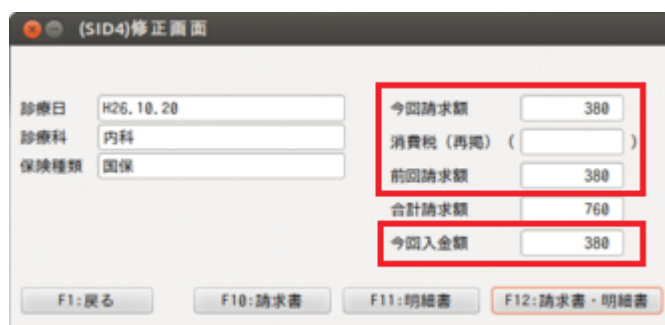 (SID4)修正画面
診療日 H26.10.20
診療科 内科
保険種類 国保
今回請求額 380
消費税(再掲) ( )
前回請求額 380
合計請求額 760
今回入金額 380
F1:戻る F10:請求書 F11:明細書 F12:請求書・明細書